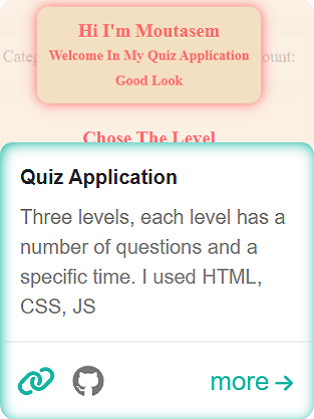 Hi I'm Moutasem
Categ
Welcome In My Quiz Application
ount:
Good Look
Chose The Level
Quiz Application
Three levels, each level has a
number of questions and a
specific time. I used HTML,
CSS, JS
more →